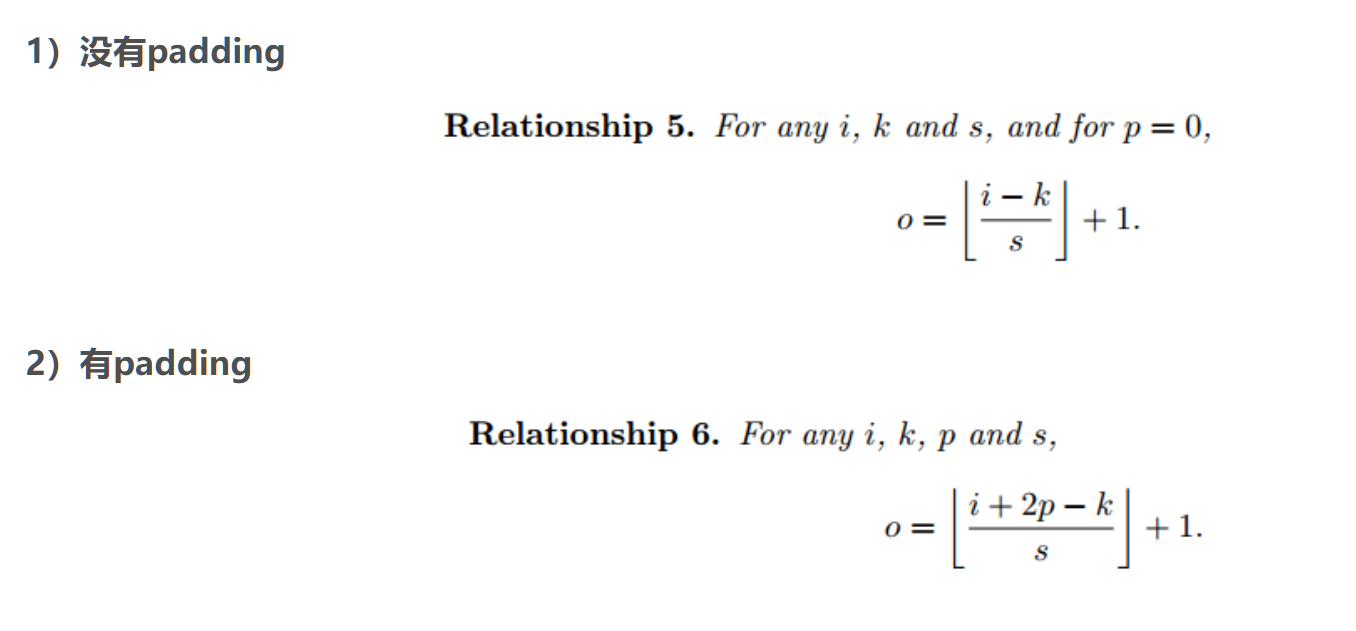 1）没有padding
Relationship 5. For any i, k and s, and for p = 0,
o = ⌊(i − k)/s⌋ + 1.
2）有padding
Relationship 6. For any i, k, p and s,
o = ⌊(i + 2p − k)/s⌋ + 1.